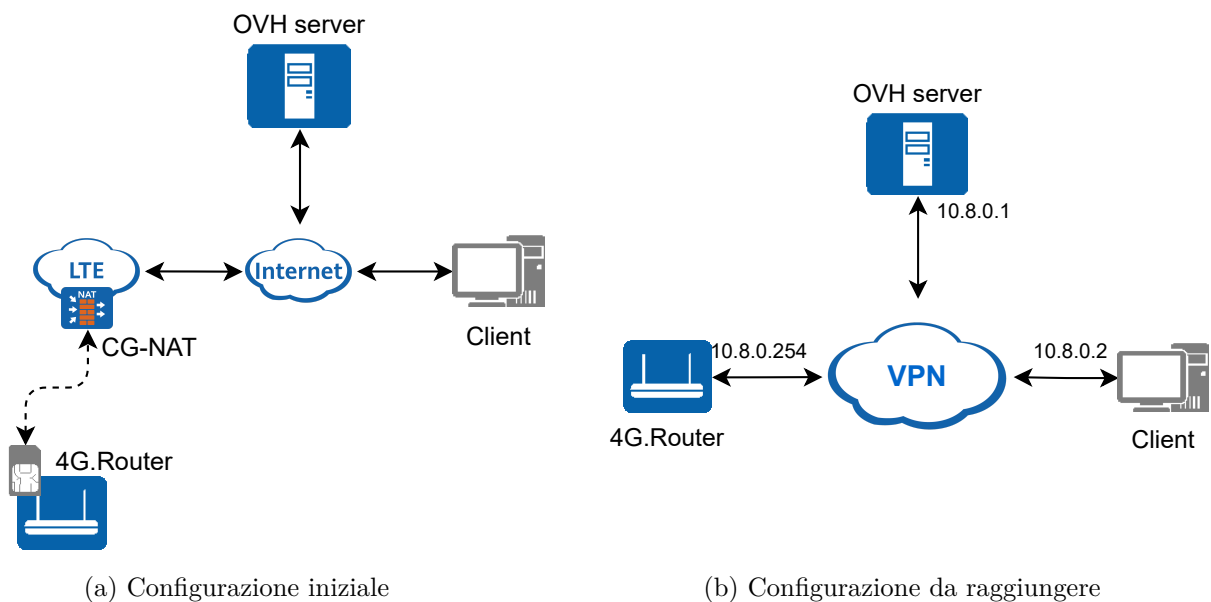 OVH server
LTE
NAT
Internet
CG-NAT
Client
4G.Router
(a) Configurazione iniziale
OVH server
10.8.0.1
10.8.0.254
VPN
10.8.0.2
4G.Router
Client
(b) Configurazione da raggiungere